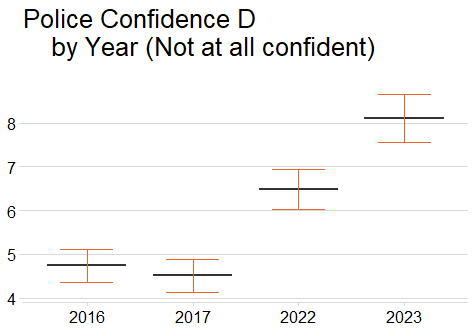 Police Confidence D
by Year (Not at all confident)
8
7
6
5
4
2016 2017 2022 2023